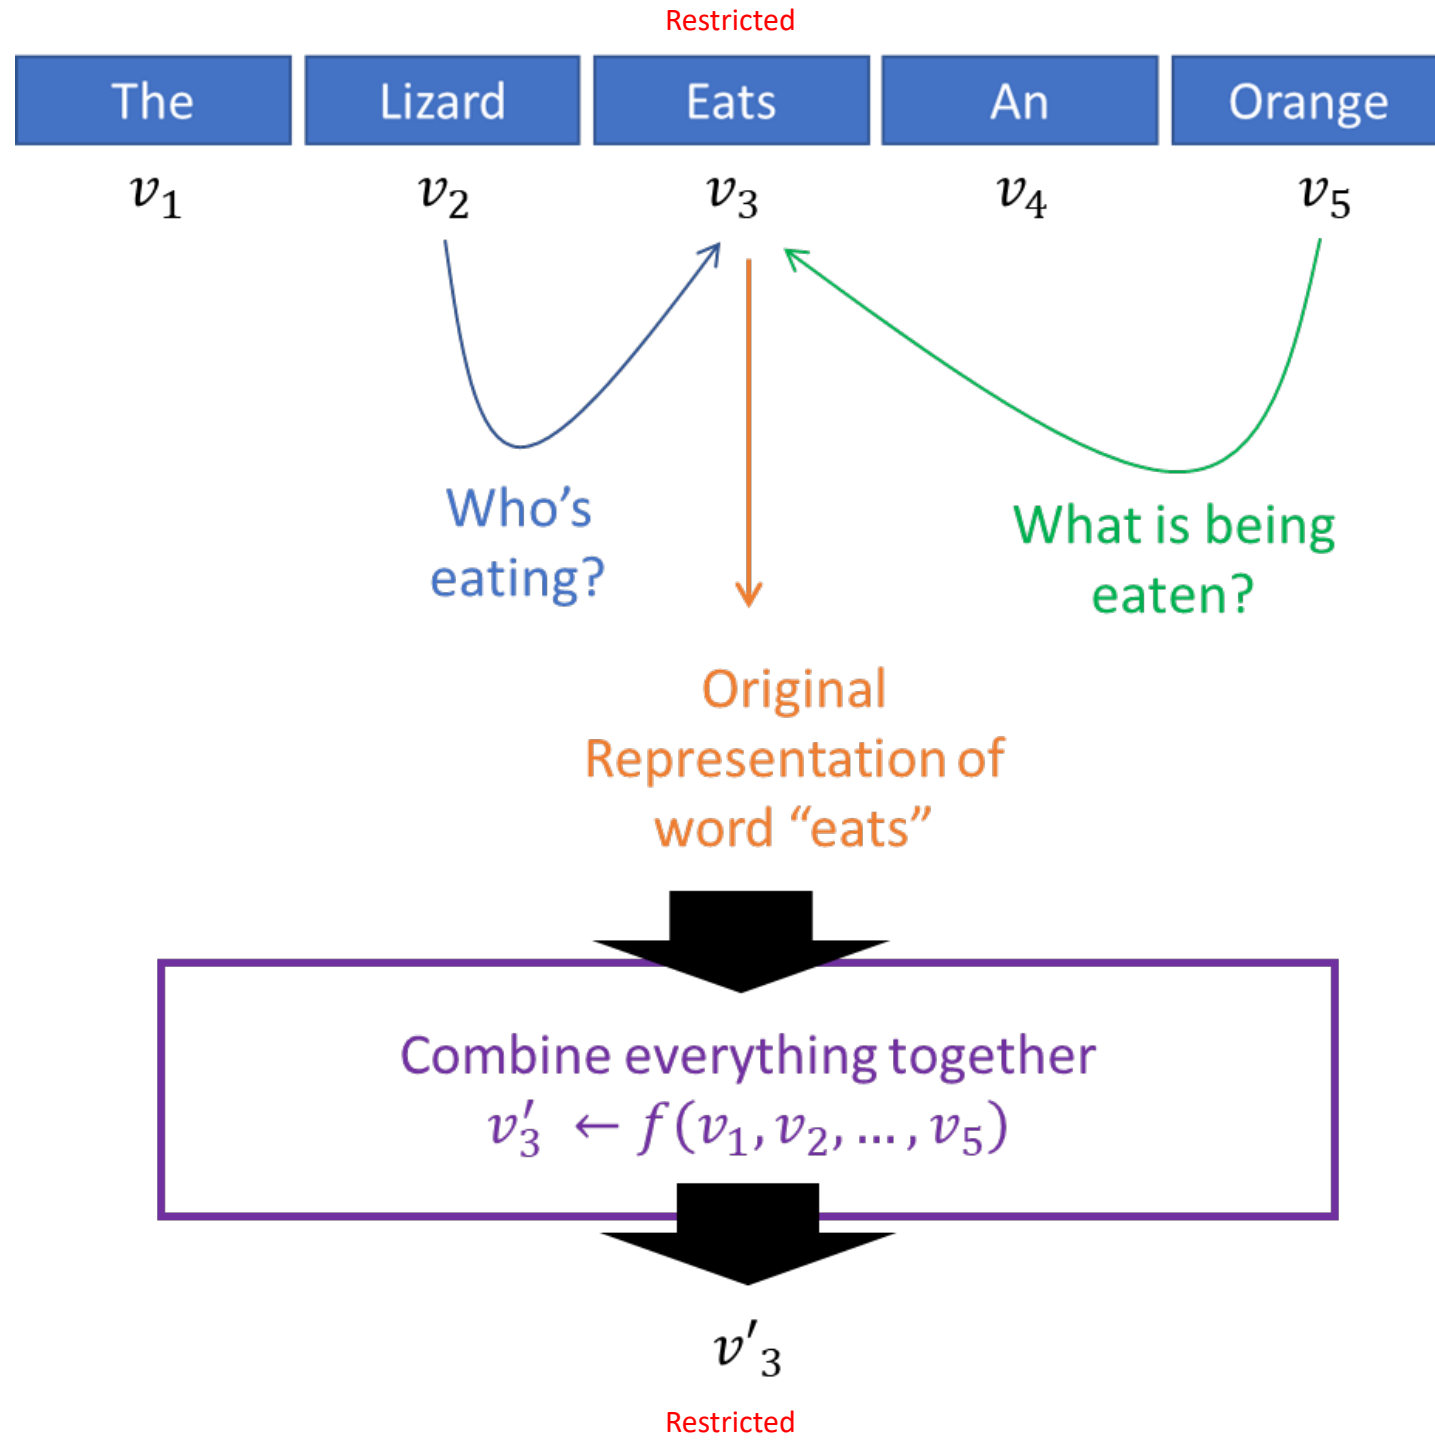 Restricted
The Lizard Eats An Orange
v₁ v₂ v₃ v₄ v₅
Who’s
eating?
What is being
eaten?
Original
Representation of
word “eats”
Combine everything together
v₃′ ← f(v₁, v₂, … , v₅)
v′₃
Restricted